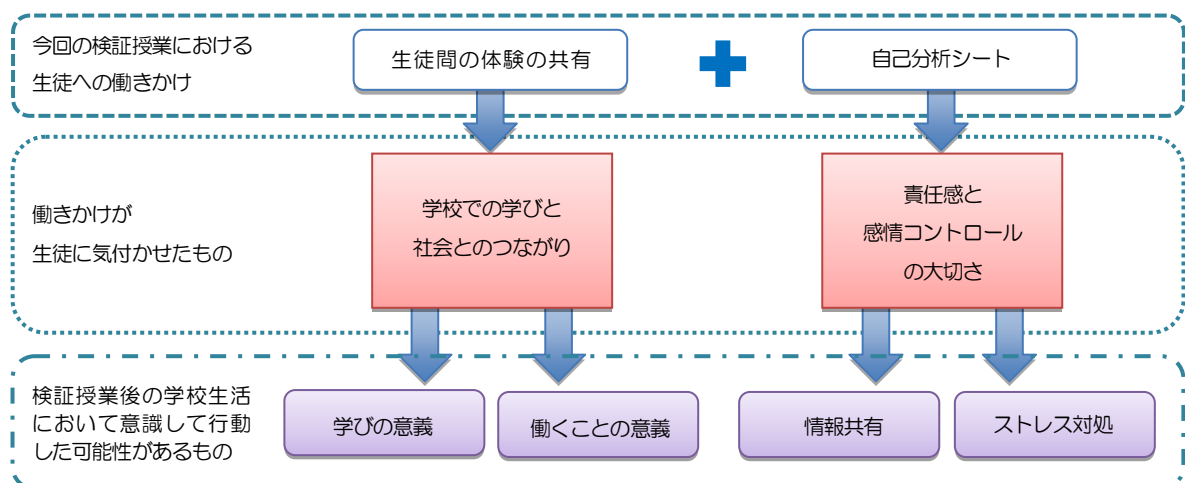 今回の検証授業における
生徒への働きかけ
生徒間の体験の共有
自己分析シート
働きかけが
生徒に気付かせたもの
学校での学びと
社会とのつながり
責任感と
感情コントロール
の大切さ
検証授業後の学校生活
において意識して行動
した可能性があるもの
学びの意義
働くことの意義
情報共有
ストレス対処